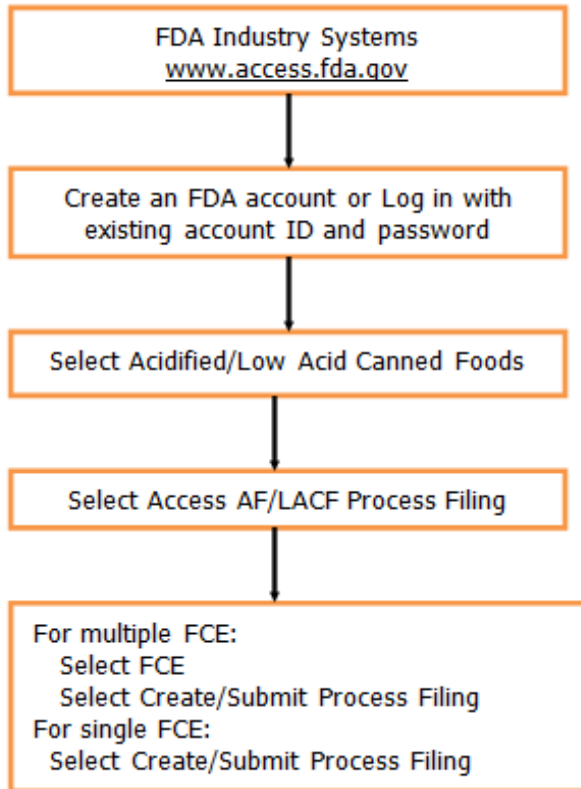 FDA Industry Systems
www.access.fda.gov
Create an FDA account or Log in with
existing account ID and password
Select Acidified/Low Acid Canned Foods
Select Access AF/LACF Process Filing
For multiple FCE:
Select FCE
Select Create/Submit Process Filing
For single FCE:
Select Create/Submit Process Filing